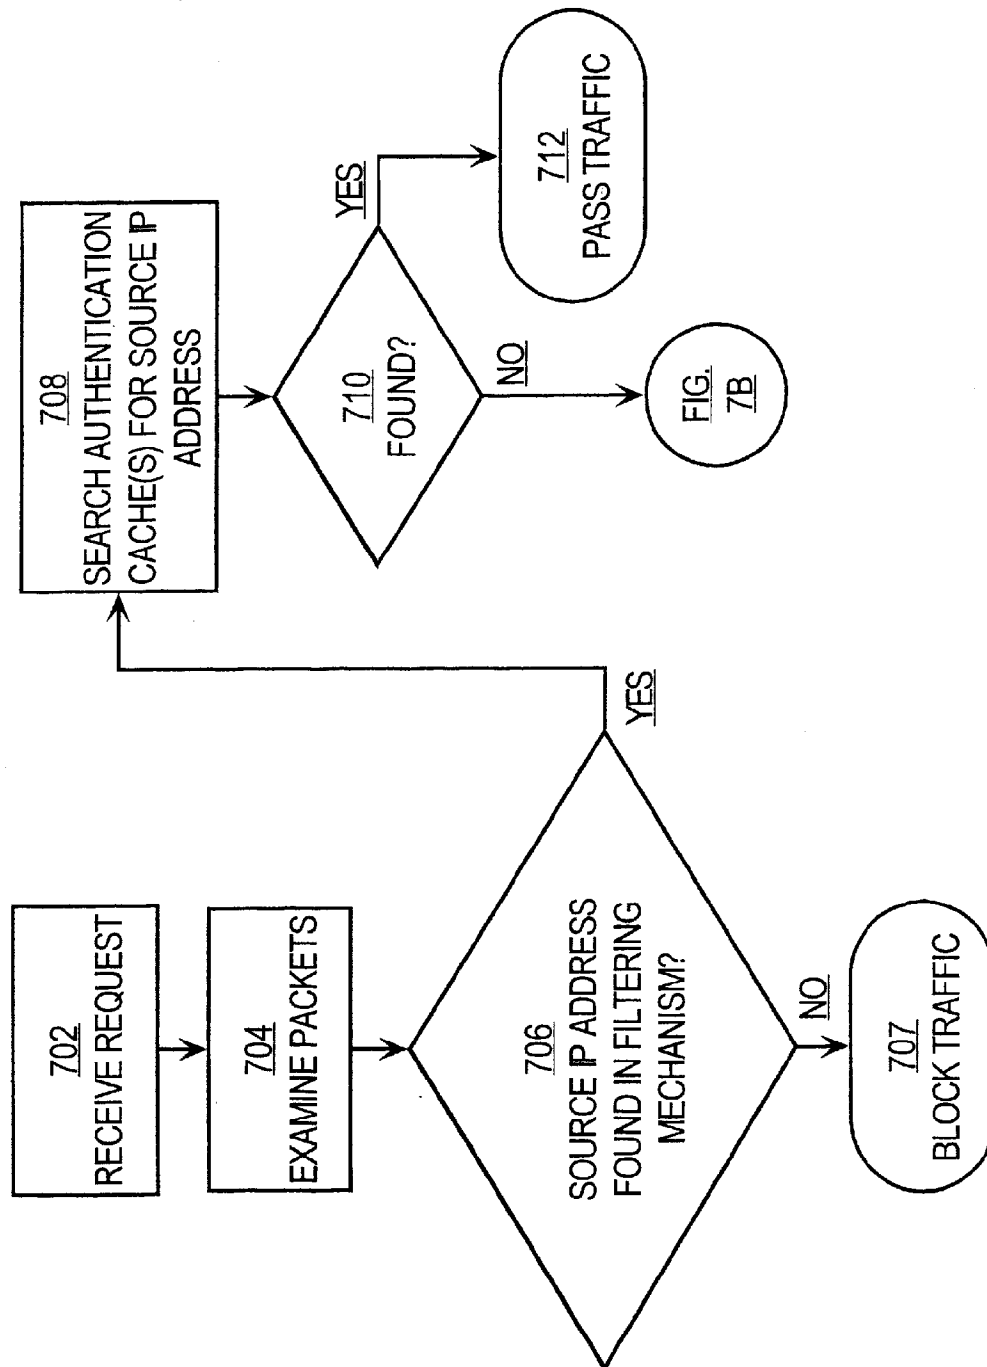 702
RECEIVE REQUEST
704
EXAMINE PACKETS
706
SOURCE IP ADDRESS
FOUND IN FILTERING
MECHANISM?
YES
NO
707
BLOCK TRAFFIC
708
SEARCH AUTHENTICATION
CACHE(S) FOR SOURCE IP
ADDRESS
710
FOUND?
YES
NO
712
PASS TRAFFIC
FIG.
7B